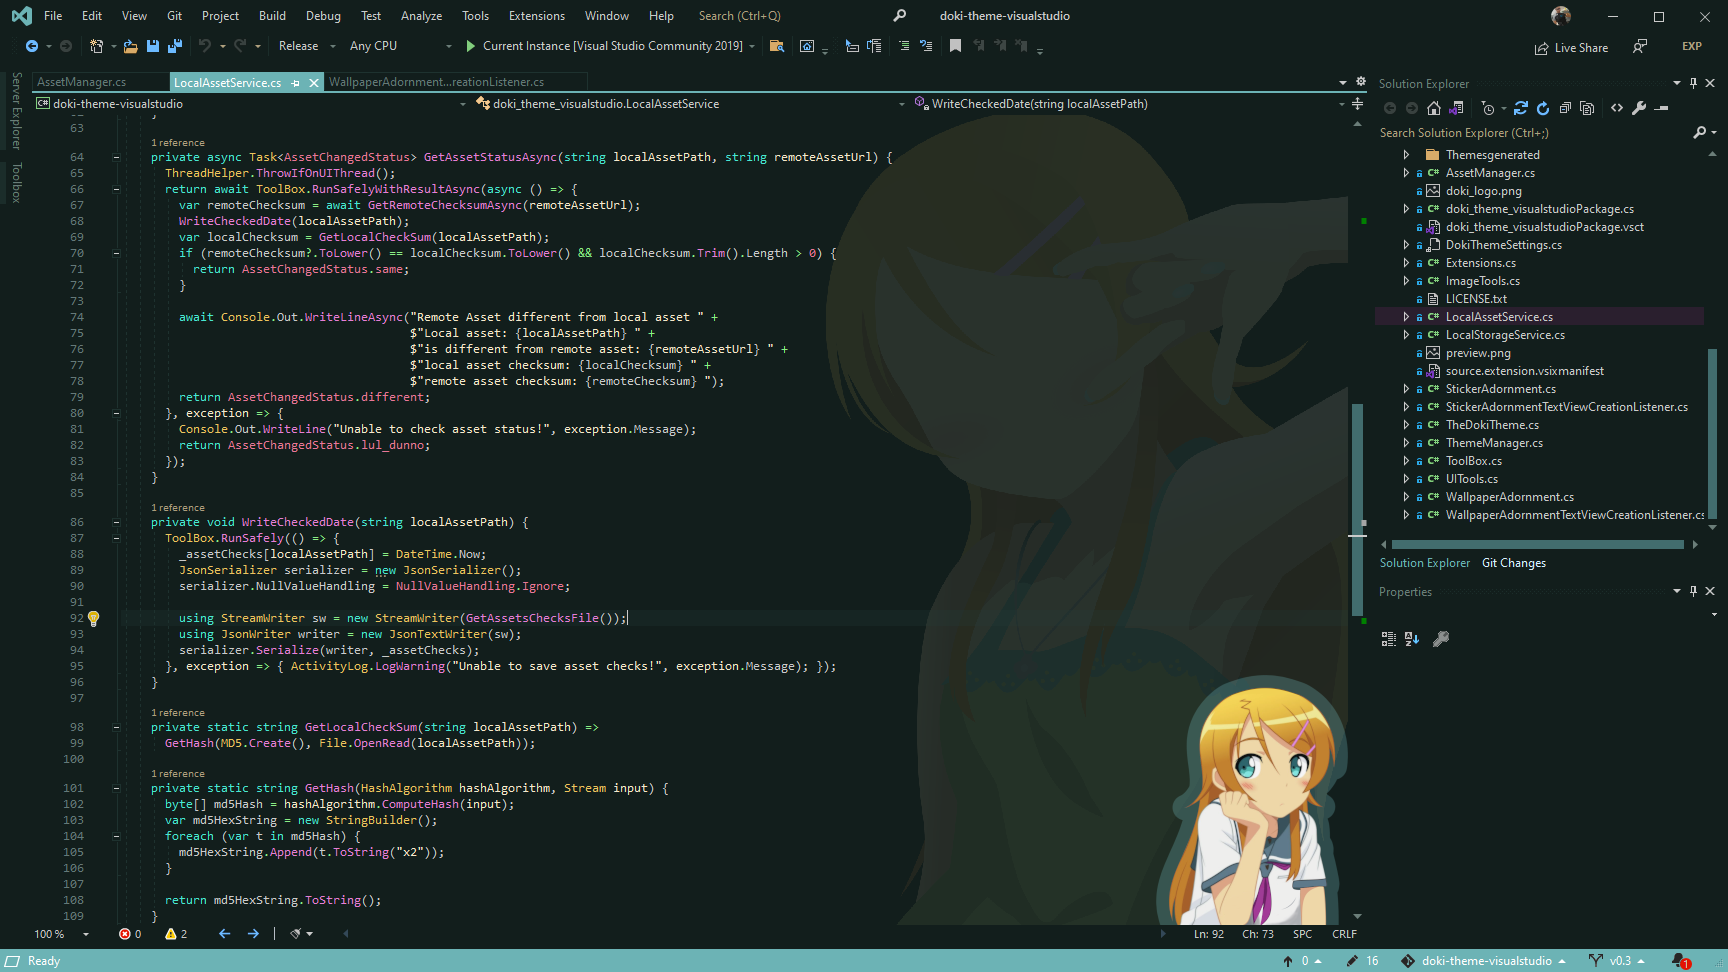 File Edit View Git Project Build Debug Test Analyze Tools Extensions Window Help Search (Ctrl+Q) doki-theme-visualstudio
Release Any CPU Current Instance [Visual Studio Community 2019] Live Share EXP
Server Explorer
Toolbox
AssetManager.cs LocalAssetService.cs WallpaperAdornment...reationListener.cs
doki-theme-visualstudio doki_theme_visualstudio.LocalAssetService WriteCheckedDate(string localAssetPath)
63
1 reference
64 private async Task<AssetChangedStatus> GetAssetStatusAsync(string localAssetPath, string remoteAssetUrl) {
65 ThreadHelper.ThrowIfOnUIThread();
66 return await ToolBox.RunSafelyWithResultAsync(async () => {
67 var remoteChecksum = await GetRemoteChecksumAsync(remoteAssetUrl);
68 WriteCheckedDate(localAssetPath);
69 var localChecksum = GetLocalCheckSum(localAssetPath);
70 if (remoteChecksum?.ToLower() == localChecksum.ToLower() && localChecksum.Trim().Length > 0) {
71 return AssetChangedStatus.same;
72 }
73
74 await Console.Out.WriteLineAsync("Remote Asset different from local asset " +
75 $"Local asset: {localAssetPath} " +
76 $"is different from remote asset: {remoteAssetUrl} " +
77 $"local asset checksum: {localChecksum} " +
78 $"remote asset checksum: {remoteChecksum} ");
79 return AssetChangedStatus.different;
80 }, exception => {
81 Console.Out.WriteLine("Unable to check asset status!", exception.Message);
82 return AssetChangedStatus.lul_dunno;
83 });
84 }
85
1 reference
86 private void WriteCheckedDate(string localAssetPath) {
87 ToolBox.RunSafely(() => {
88 _assetChecks[localAssetPath] = DateTime.Now;
89 JsonSerializer serializer = new JsonSerializer();
90 serializer.NullValueHandling = NullValueHandling.Ignore;
91
92 using StreamWriter sw = new StreamWriter(GetAssetsChecksFile());
93 using JsonWriter writer = new JsonTextWriter(sw);
94 serializer.Serialize(writer, _assetChecks);
95 }, exception => { ActivityLog.LogWarning("Unable to save asset checks!", exception.Message); });
96 }
97
1 reference
98 private static string GetLocalCheckSum(string localAssetPath) =>
99 GetHash(MD5.Create(), File.OpenRead(localAssetPath));
100
1 reference
101 private static string GetHash(HashAlgorithm hashAlgorithm, Stream input) {
102 byte[] md5Hash = hashAlgorithm.ComputeHash(input);
103 var md5HexString = new StringBuilder();
104 foreach (var t in md5Hash) {
105 md5HexString.Append(t.ToString("x2"));
106 }
107
108 return md5HexString.ToString();
109 }
100 % 0 2 Ln: 92 Ch: 73 SPC CRLF
Solution Explorer
Search Solution Explorer (Ctrl+;)
Themesgenerated
AssetManager.cs
doki_logo.png
doki_theme_visualstudioPackage.cs
doki_theme_visualstudioPackage.vsct
DokiThemeSettings.cs
Extensions.cs
ImageTools.cs
LICENSE.txt
LocalAssetService.cs
LocalStorageService.cs
preview.png
source.extension.vsixmanifest
StickerAdornment.cs
StickerAdornmentTextViewCreationListener.cs
TheDokiTheme.cs
ThemeManager.cs
ToolBox.cs
UITools.cs
WallpaperAdornment.cs
WallpaperAdornmentTextViewCreationListener.cs
Solution Explorer Git Changes
Properties
Ready 0 16 doki-theme-visualstudio v0.3 1